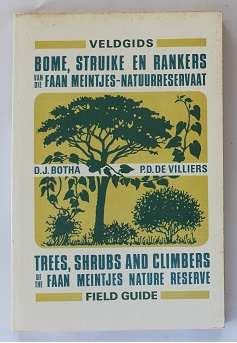 VELDGIDS
BOME, STRUIKE EN RANKERS
VAN DIE FAAN MEINTJES-NATUURRESERVAAT
D.J. BOTHA P.D. DE VILLIERS
TREES, SHRUBS AND CLIMBERS
OF THE FAAN MEINTJES NATURE RESERVE
FIELD GUIDE